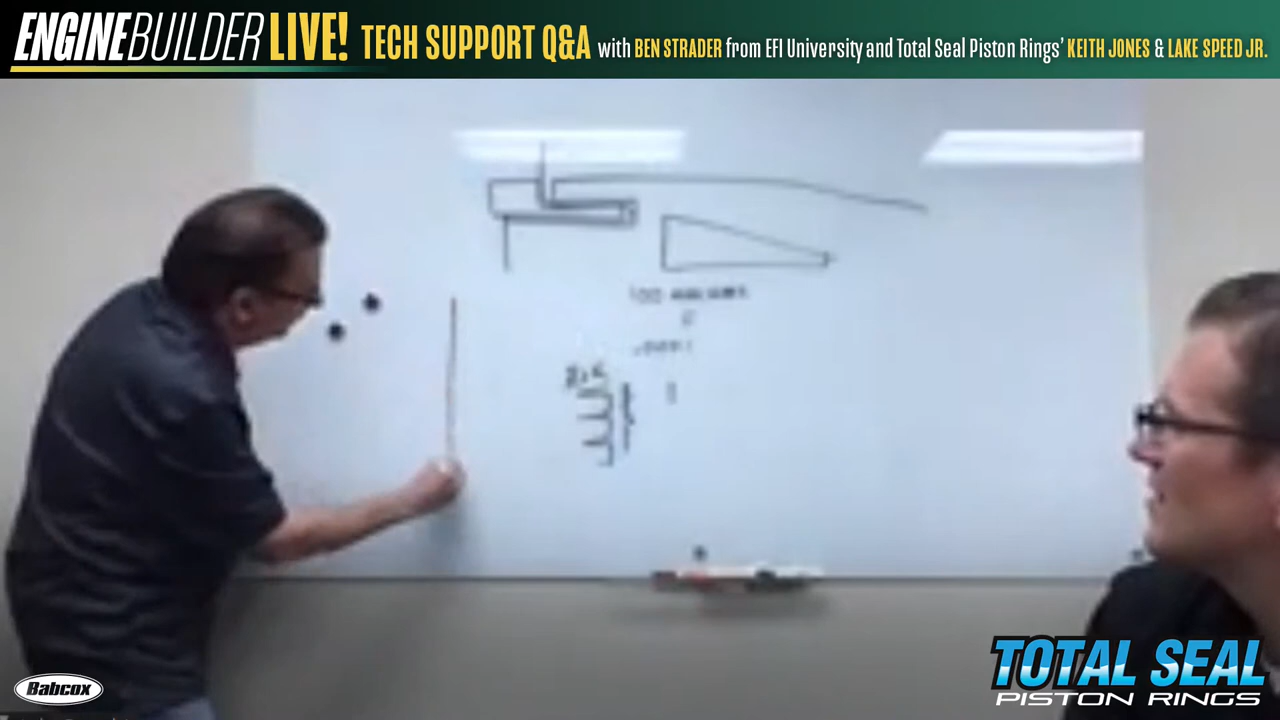 ENGINEBUILDER LIVE! TECH SUPPORT Q&A with BEN STRADER from EFI University and Total Seal Piston Rings' KEITH JONES & LAKE SPEED JR.
Babcox
TOTAL SEAL
PISTON RINGS